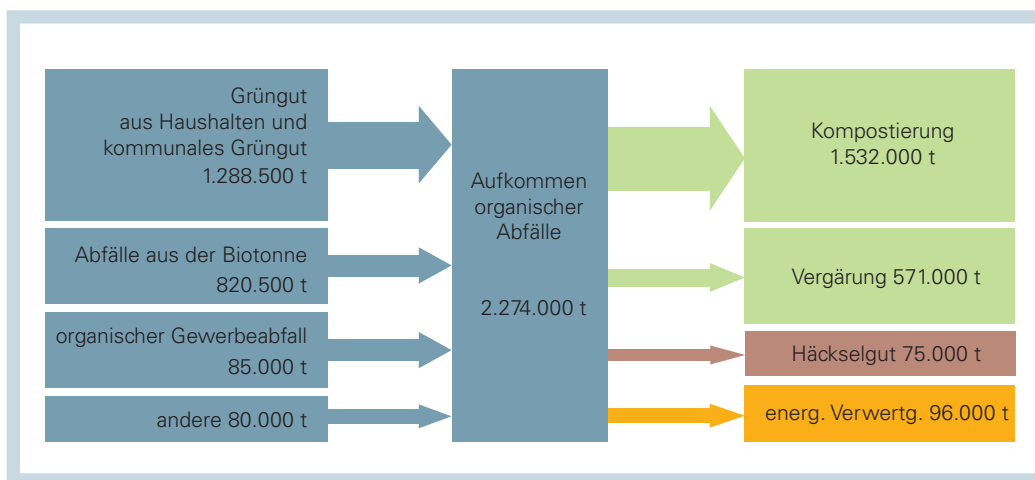 Grüngut
aus Haushalten und
kommunales Grüngut
1.288.500 t
Abfälle aus der Biotonne
820.500 t
organischer Gewerbeabfall
85.000 t
andere 80.000 t
Aufkommen
organischer
Abfälle
2.274.000 t
Kompostierung
1.532.000 t
Vergärung 571.000 t
Häckselgut 75.000 t
energ. Verwertg. 96.000 t